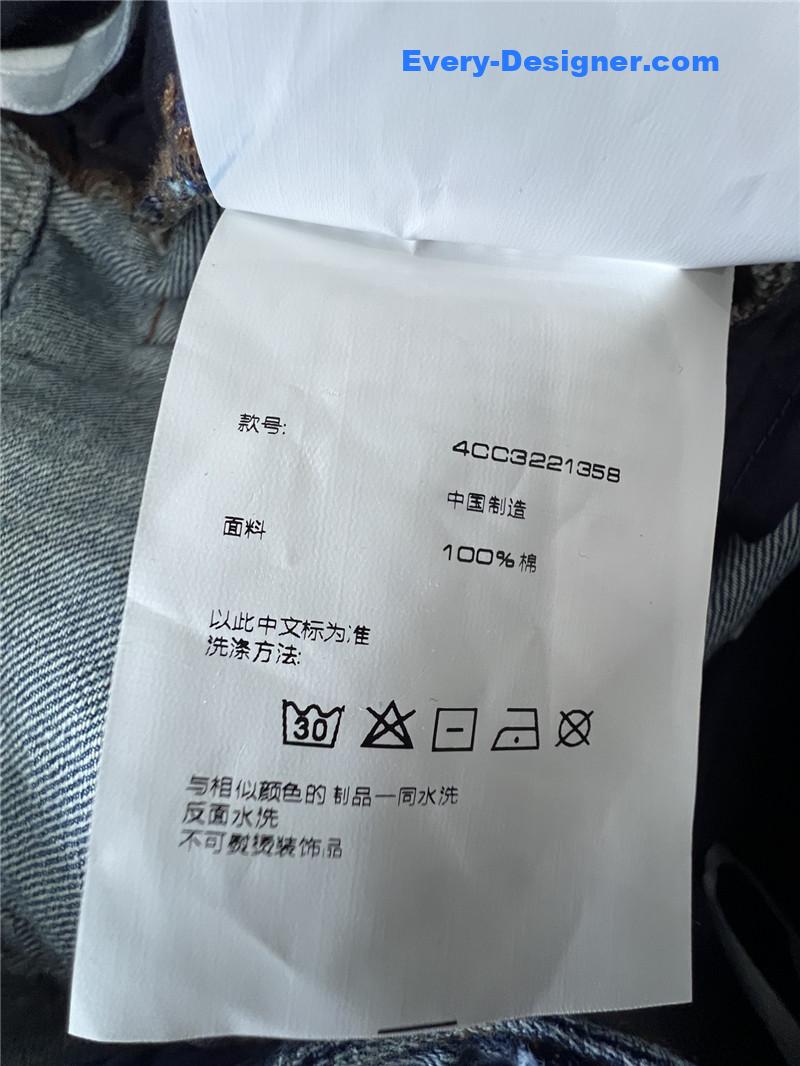 Every-Designer.com
款号:
4CC3221358
中国制造
面料
100%棉
以此中文标为准
洗涤方法:
30
与相似颜色的制品一同水洗
反面水洗
不可熨烫装饰品